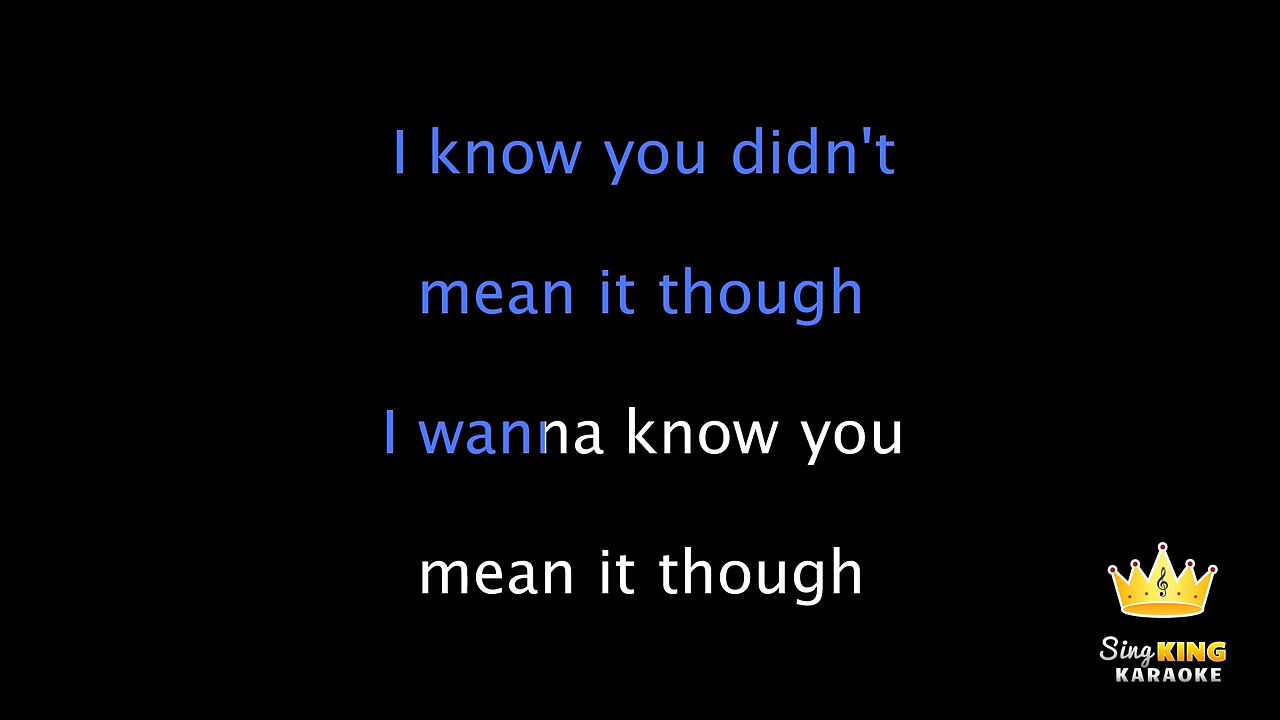 I know you didn't
mean it though
I wanna know you
mean it though
Sing KING
KARAOKE